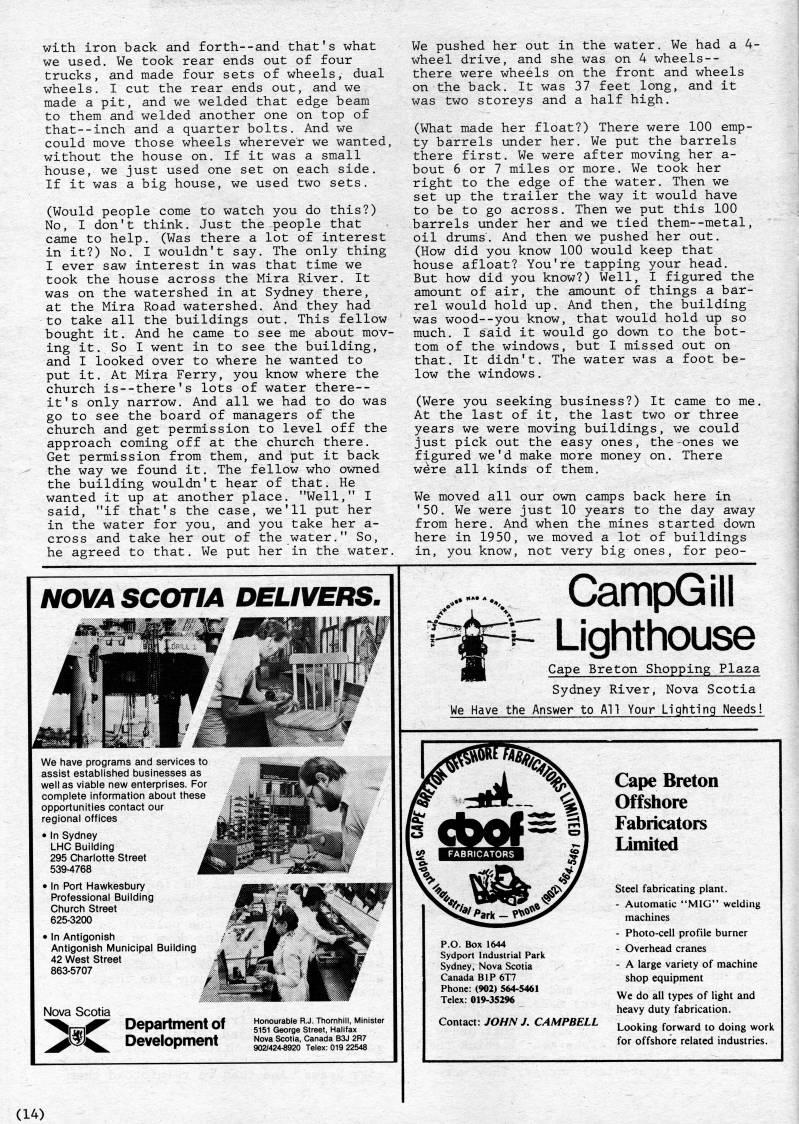 with iron back and forth--and that's what
we used. We took rear ends out of four
trucks, and made four sets of wheels, dual
wheels. I cut the rear ends out, and we
made a pit, and we welded that edge beam
to them and welded another one on top of
that--inch and a quarter bolts. And we
could move those wheels wherever we wanted,
without the house on. If it was a small
house, we just used one set on each side.
If it was a big house, we used two sets.
(Would people come to watch you do this?)
No, I don't think. Just the people that
came to help. (Was there a lot of interest
in it?) No. I wouldn't say. The only thing
I ever saw interest in was that time we
took the house across the Mira River. It
was on the watershed in at Sydney there,
at the Mira Road watershed. And they had
to take all the buildings out. This fellow
bought it. And he came to see me about mov-
ing it. So I went in to see the building,
and I looked over to where he wanted to
put it. At Mira Ferry, you know where the
church is--there's lots of water there--
it's only narrow. And all we had to do was
go to see the board of managers of the
church and get permission to level off the
approach coming off at the church there.
Get permission from them, and put it back
the way we found it. The fellow who owned
the building wouldn't hear of that. He
wanted it up at another place. "Well," I
said, "if that's the case, we'll put her
in the water for you, and you take her a-
cross and take her out of the water." So,
he agreed to that. We put her in the water.
We pushed her out in the water. We had a 4-
wheel drive, and she was on 4 wheels--
there were wheels on the front and wheels
on the back. It was 37 feet long, and it
was two storeys and a half high.
(What made her float?) There were 100 emp-
ty barrels under her. We put the barrels
there first. We were after moving her a-
bout 6 or 7 miles or more. We took her
right to the edge of the water. Then we
set up the trailer the way it would have
to be to go across. Then we put this 100
barrels under her and we tied them--metal,
oil drums. And then we pushed her out.
(How did you know 100 would keep that
house afloat? You're tapping your head.
But how did you know?) Well, I figured the
amount of air, the amount of things a bar-
rel would hold up. And then, the building
was wood--you know, that would hold up so
much. I said it would go down to the bot-
tom of the windows, but I missed out on
that. It didn't. The water was a foot be-
low the windows.
(Were you seeking business?) It came to me.
At the last of it, the last two or three
years we were moving buildings, we could
just pick out the easy ones, the ones we
figured we'd make more money on. There
were all kinds of them.
We moved all our own camps back here in
'50. We were just 10 years to the day away
from here. And when the mines started down
here in 1950, we moved a lot of buildings
in, you know, not very big ones, for peo-
NOVA SCOTIA DELIVERS.
DRILL 1
We have programs and services to
assist established businesses as
well as viable new enterprises. For
complete information about these
opportunities contact our
regional offices
• In Sydney
LHC Building
295 Charlotte Street
539-4768
• In Port Hawkesbury
Professional Building
Church Street
625-3200
• In Antigonish
Antigonish Municipal Building
42 West Street
863-5707
Nova Scotia
Department of
Development
Honourable R.J. Thornhill, Minister
5151 George Street, Halifax
Nova Scotia, Canada B3J 2R7
902/424-8920 Telex: 019 22548
THE LIGHTHOUSE HAS A BRIGHTER IDEA
CampGill
Lighthouse
Cape Breton Shopping Plaza
Sydney River, Nova Scotia
We Have the Answer to All Your Lighting Needs!
CAPE BRETON OFFSHORE FABRICATORS LIMITED
cbof
FABRICATORS
Sydport Industrial Park — Phone (902) 564-5461
P.O. Box 1644
Sydport Industrial Park
Sydney, Nova Scotia
Canada B1P 6T7
Phone: (902) 564-5461
Telex: 019-35296
Contact: JOHN J. CAMPBELL
Cape Breton
Offshore
Fabricators
Limited
Steel fabricating plant.
- Automatic "MIG" welding
machines
- Photo-cell profile burner
- Overhead cranes
- A large variety of machine
shop equipment
We do all types of light and
heavy duty fabrication.
Looking forward to doing work
for offshore related industries.
(14)